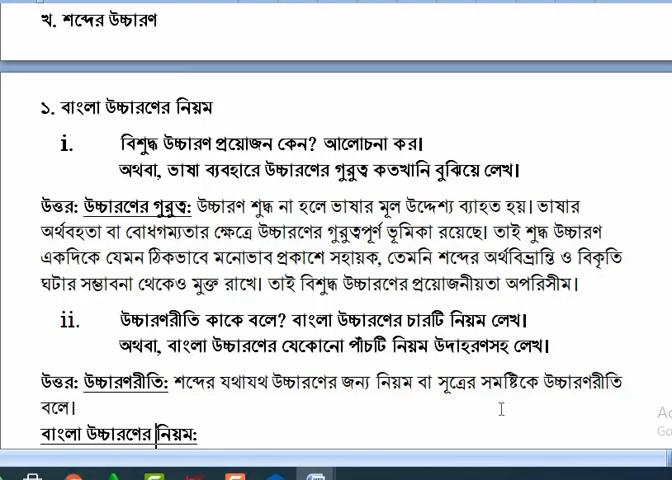 খ. শব্দের উচ্চারণ
১. বাংলা উচ্চারণের নিয়ম
i. বিশুদ্ধ উচ্চারণ প্রয়োজন কেন? আলোচনা কর।
অথবা, ভাষা ব্যবহারে উচ্চারণের গুরুত্ব কতখানি বুঝিয়ে লেখ।
উত্তর: উচ্চারণের গুরুত্ব: উচ্চারণ শুদ্ধ না হলে ভাষার মূল উদ্দেশ্য ব্যাহত হয়। ভাষার
অর্থবহতা বা বোধগম্যতার ক্ষেত্রে উচ্চারণের গুরুত্বপূর্ণ ভূমিকা রয়েছে। তাই শুদ্ধ উচ্চারণ
একদিকে যেমন ঠিকভাবে মনোভাব প্রকাশে সহায়ক, তেমনি শব্দের অর্থবিভ্রান্তি ও বিকৃতি
ঘটার সম্ভাবনা থেকেও মুক্ত রাখে। তাই বিশুদ্ধ উচ্চারণের প্রয়োজনীয়তা অপরিসীম।
ii. উচ্চারণরীতি কাকে বলে? বাংলা উচ্চারণের চারটি নিয়ম লেখ।
অথবা, বাংলা উচ্চারণের যেকোনো পাঁচটি নিয়ম উদাহরণসহ লেখ।
উত্তর: উচ্চারণরীতি: শব্দের যথাযথ উচ্চারণের জন্য নিয়ম বা সূত্রের সমষ্টিকে উচ্চারণরীতি
বলে।
বাংলা উচ্চারণের নিয়ম: